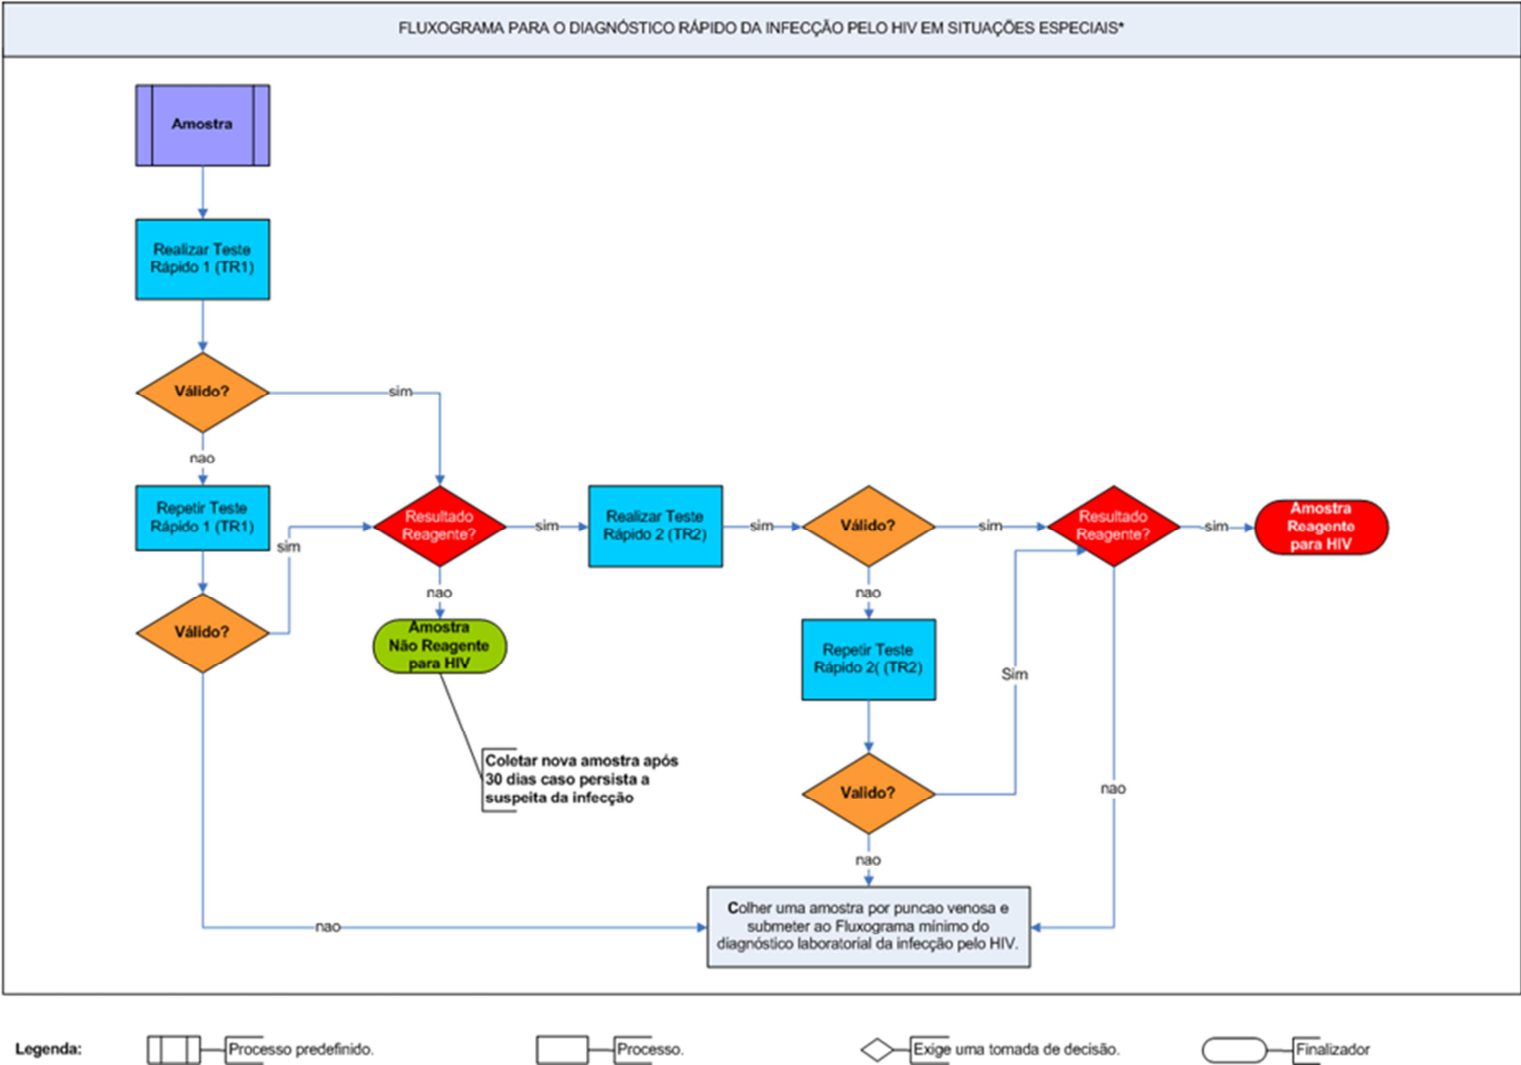 FLUXOGRAMA PARA O DIAGNÓSTICO RÁPIDO DA INFECÇÃO PELO HIV EM SITUAÇÕES ESPECIAIS*
Amostra
Realizar Teste
Rápido 1 (TR1)
Válido?
sim
nao
Repetir Teste
Rápido 1 (TR1)
sim
Válido?
nao
Resultado
Reagente?
sim
nao
Amostra
Não Reagente
para HIV
Coletar nova amostra após
30 dias caso persista a
suspeita da infecção
Realizar Teste
Rápido 2 (TR2)
sim
Válido?
sim
nao
Repetir Teste
Rápido 2( (TR2)
Valido?
Sim
nao
Resultado
Reagente?
sim
nao
Amostra
Reagente
para HIV
Colher uma amostra por puncao venosa e
submeter ao Fluxograma mínimo do
diagnóstico laboratorial da infecção pelo HIV.
Legenda:
Processo predefinido.
Processo.
Exige uma tomada de decisão.
Finalizador